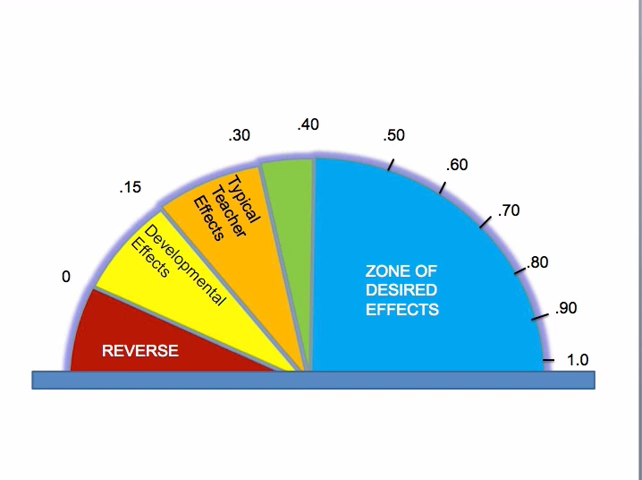 .40
.30
.50
.60
.15
.70
Typical
Teacher
Effects
Developmental
Effects
0
.80
ZONE OF
DESIRED
EFFECTS
.90
REVERSE
1.0